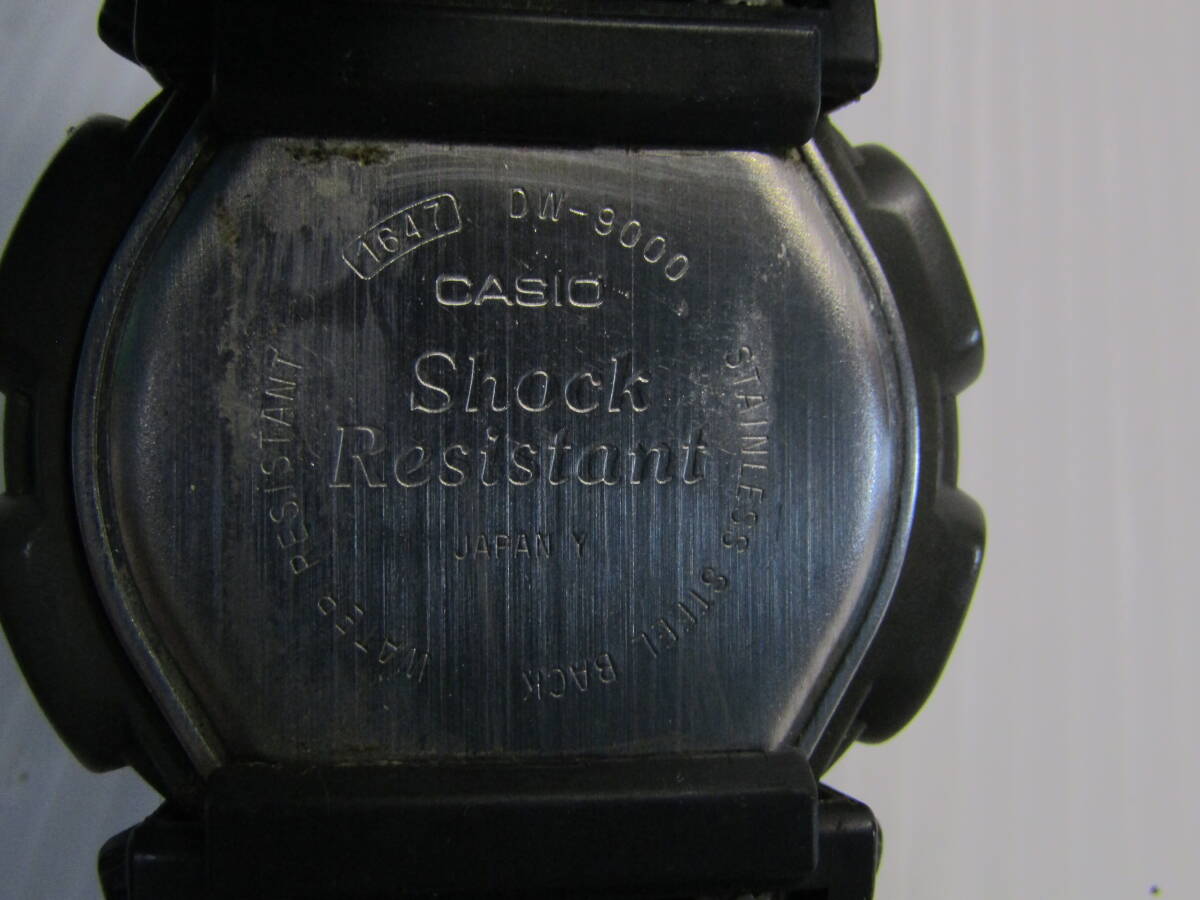 1647 DW-9000
CASIO
Shock
Resistant
JAPAN Y
STAINLESS STEEL BACK
WATER RESISTANT